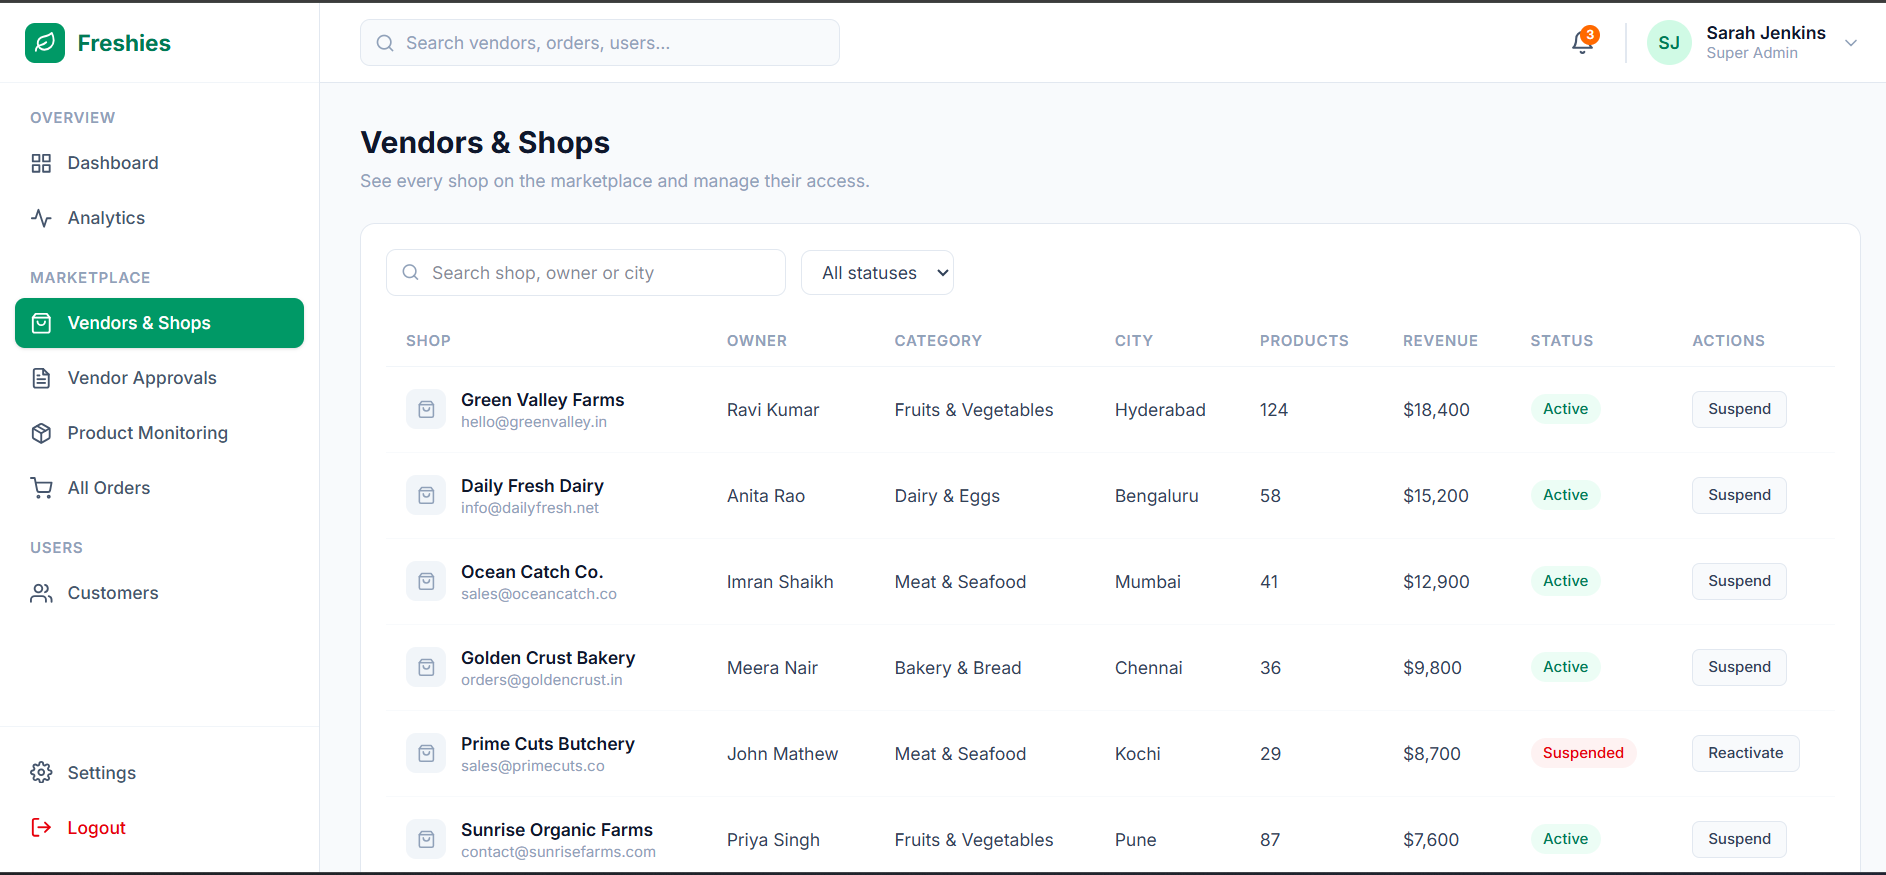 Freshies
Search vendors, orders, users...
3
SJ
Sarah Jenkins
Super Admin
OVERVIEW
Dashboard
Analytics
MARKETPLACE
Vendors & Shops
Vendor Approvals
Product Monitoring
All Orders
USERS
Customers
Settings
Logout
Vendors & Shops
See every shop on the marketplace and manage their access.
Search shop, owner or city
All statuses
SHOP OWNER CATEGORY CITY PRODUCTS REVENUE STATUS ACTIONS
Green Valley Farms
hello@greenvalley.in
Ravi Kumar Fruits & Vegetables Hyderabad 124 $18,400 Active Suspend
Daily Fresh Dairy
info@dailyfresh.net
Anita Rao Dairy & Eggs Bengaluru 58 $15,200 Active Suspend
Ocean Catch Co.
sales@oceancatch.co
Imran Shaikh Meat & Seafood Mumbai 41 $12,900 Active Suspend
Golden Crust Bakery
orders@goldencrust.in
Meera Nair Bakery & Bread Chennai 36 $9,800 Active Suspend
Prime Cuts Butchery
sales@primecuts.co
John Mathew Meat & Seafood Kochi 29 $8,700 Suspended Reactivate
Sunrise Organic Farms
contact@sunrisefarms.com
Priya Singh Fruits & Vegetables Pune 87 $7,600 Active Suspend